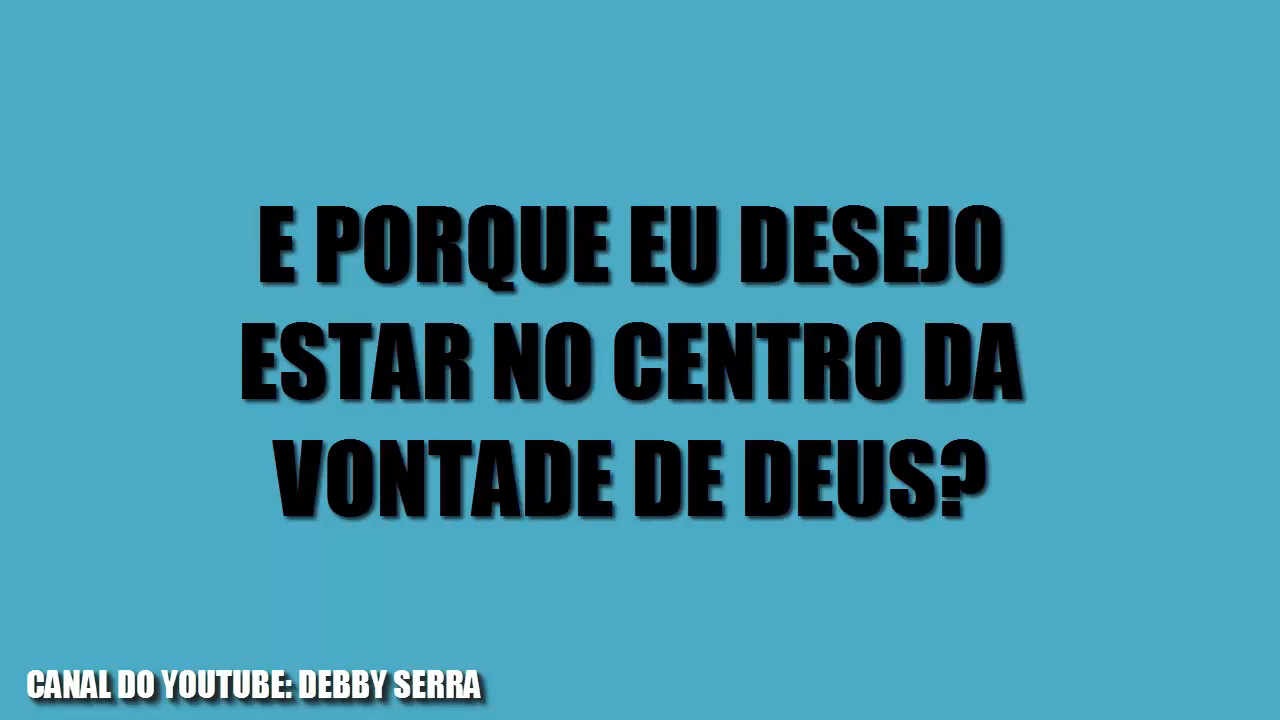 E PORQUE EU DESEJO
ESTAR NO CENTRO DA
VONTADE DE DEUS?
CANAL DO YOUTUBE: DEBBY SERRA